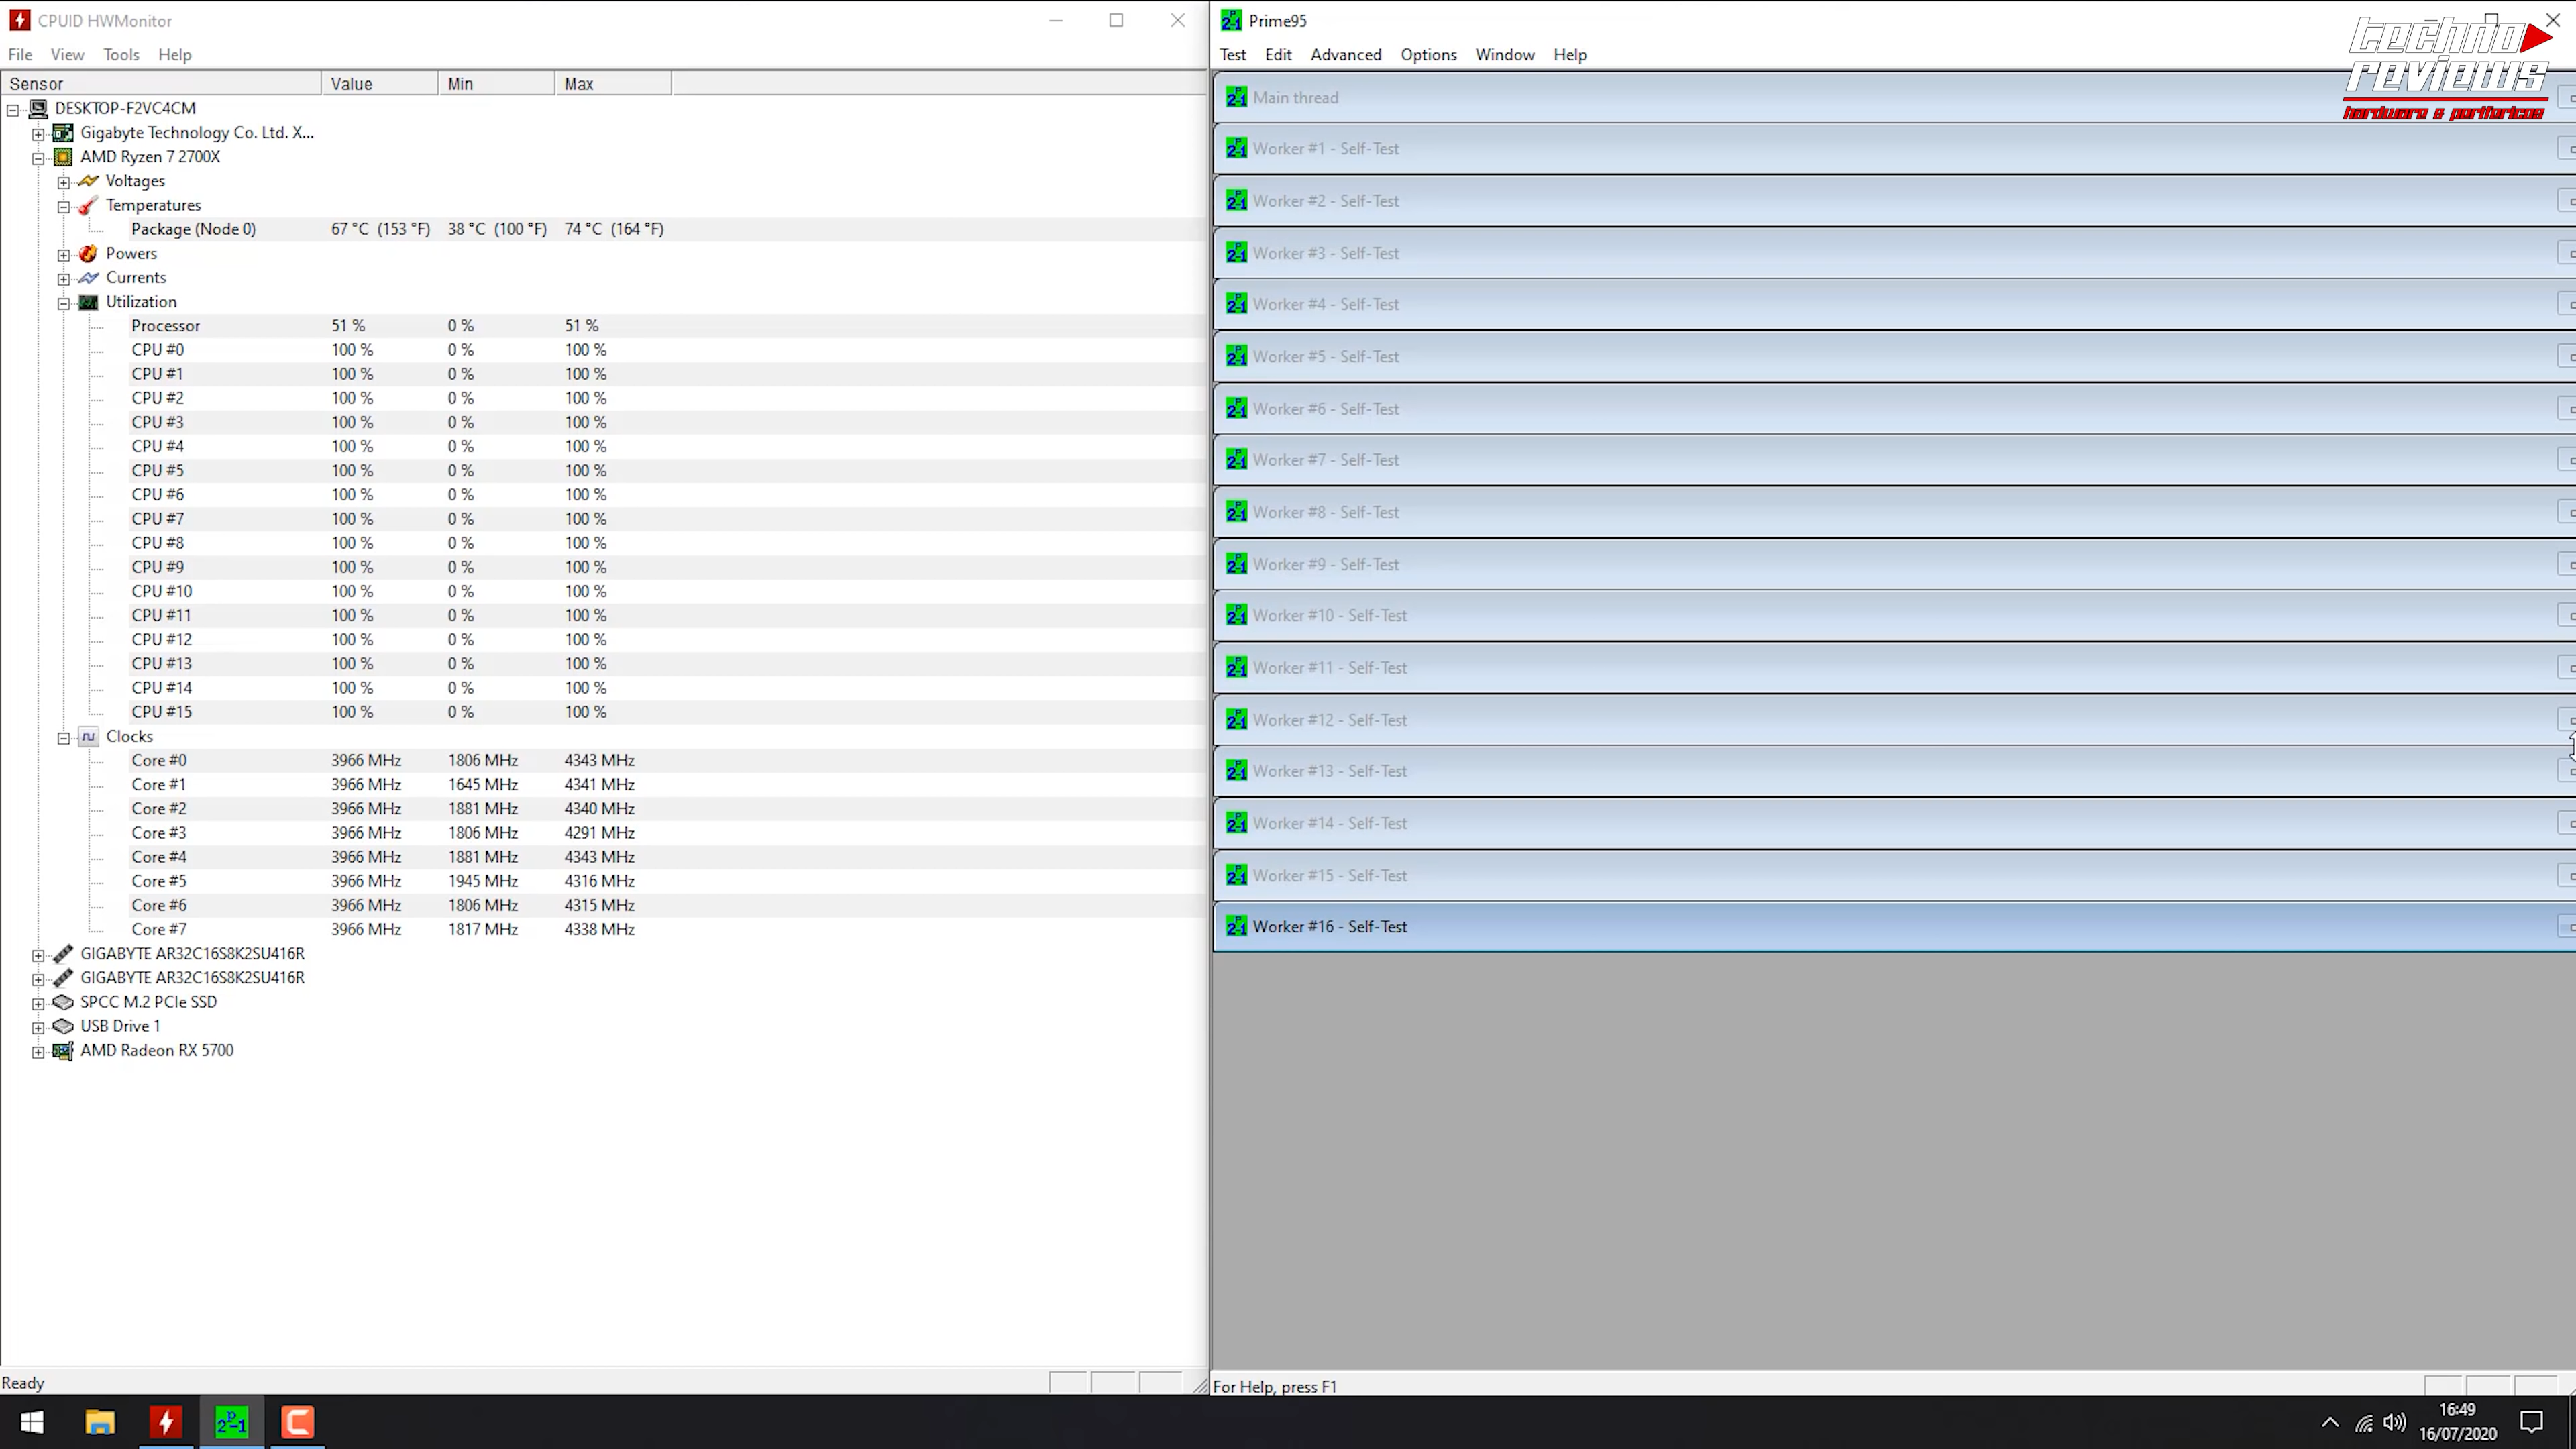 CPUID HWMonitor
File View Tools Help
Sensor Value Min Max
DESKTOP-F2VC4CM
Gigabyte Technology Co. Ltd. X...
AMD Ryzen 7 2700X
Voltages
Temperatures
Package (Node 0) 67 °C (153 °F) 38 °C (100 °F) 74 °C (164 °F)
Powers
Currents
Utilization
Processor 51 % 0 % 51 %
CPU #0 100 % 0 % 100 %
CPU #1 100 % 0 % 100 %
CPU #2 100 % 0 % 100 %
CPU #3 100 % 0 % 100 %
CPU #4 100 % 0 % 100 %
CPU #5 100 % 0 % 100 %
CPU #6 100 % 0 % 100 %
CPU #7 100 % 0 % 100 %
CPU #8 100 % 0 % 100 %
CPU #9 100 % 0 % 100 %
CPU #10 100 % 0 % 100 %
CPU #11 100 % 0 % 100 %
CPU #12 100 % 0 % 100 %
CPU #13 100 % 0 % 100 %
CPU #14 100 % 0 % 100 %
CPU #15 100 % 0 % 100 %
Clocks
Core #0 3966 MHz 1806 MHz 4343 MHz
Core #1 3966 MHz 1645 MHz 4341 MHz
Core #2 3966 MHz 1881 MHz 4340 MHz
Core #3 3966 MHz 1806 MHz 4291 MHz
Core #4 3966 MHz 1881 MHz 4343 MHz
Core #5 3966 MHz 1945 MHz 4316 MHz
Core #6 3966 MHz 1806 MHz 4315 MHz
Core #7 3966 MHz 1817 MHz 4338 MHz
GIGABYTE AR32C16S8K2SU416R
GIGABYTE AR32C16S8K2SU416R
SPCC M.2 PCIe SSD
USB Drive 1
AMD Radeon RX 5700
Ready
Prime95
Test Edit Advanced Options Window Help
techno
reviews
hardware & perifericos
Main thread
Worker #1 - Self-Test
Worker #2 - Self-Test
Worker #3 - Self-Test
Worker #4 - Self-Test
Worker #5 - Self-Test
Worker #6 - Self-Test
Worker #7 - Self-Test
Worker #8 - Self-Test
Worker #9 - Self-Test
Worker #10 - Self-Test
Worker #11 - Self-Test
Worker #12 - Self-Test
Worker #13 - Self-Test
Worker #14 - Self-Test
Worker #15 - Self-Test
Worker #16 - Self-Test
For Help, press F1
16:49
16/07/2020